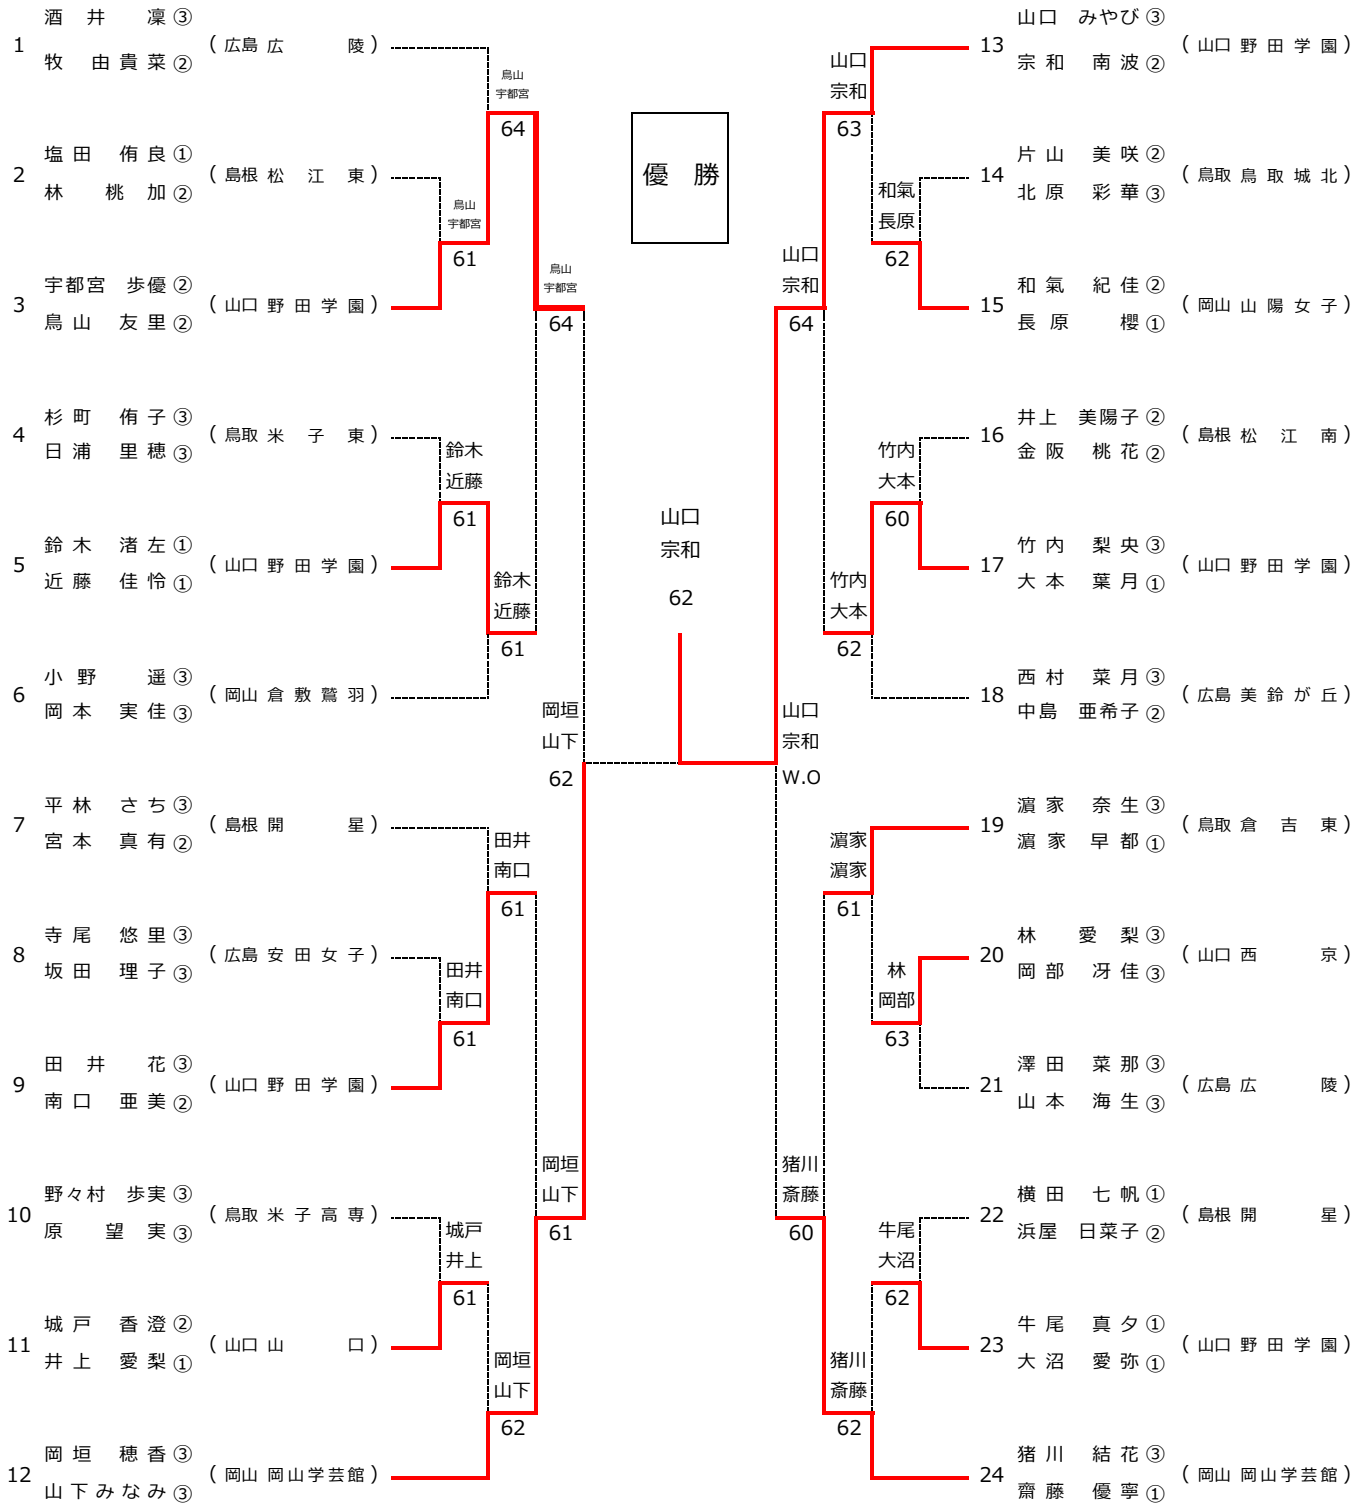 酒井 凛③
1 (広島 広陵)
牧 由貴菜②
塩田 侑良①
2 (島根 松江東)
林 桃加②
宇都宮 歩優②
3 (山口 野田学園)
鳥山 友里②
杉町 侑子③
4 (鳥取 米子東)
日浦 里穂③
鈴木 渚左①
5 (山口 野田学園)
近藤 佳怜①
小野 遥③
6 (岡山 倉敷鷲羽)
岡本 実佳③
平林 さち③
7 (島根 開星)
宮本 真有②
寺尾 悠里③
8 (広島 安田女子)
坂田 理子③
田井 花③
9 (山口 野田学園)
南口 亜美②
野々村 歩実③
10 (鳥取 米子高専)
原 望実③
城戸 香澄②
11 (山口 山口)
井上 愛梨①
岡垣 穂香③
12 (岡山 岡山学芸館)
山下みなみ③
鳥山
宇都宮
64
鳥山
宇都宮
61
鳥山
宇都宮
64
鈴木
近藤
61
鈴木
近藤
61
岡垣
山下
62
田井
南口
61
田井
南口
61
岡垣
山下
61
城戸
井上
61
岡垣
山下
62
優勝
山口
宗和
62
山口
宗和
63
和氣
長原
62
山口
宗和
64
竹内
大本
60
竹内
大本
62
山口
宗和
W.O
濵家
濵家
61
林
岡部
63
猪川
斎藤
60
牛尾
大沼
62
猪川
斎藤
62
山口 みやび③
13 (山口 野田学園)
宗和 南波②
片山 美咲②
14 (鳥取 鳥取城北)
北原 彩華③
和氣 紀佳②
15 (岡山 山陽女子)
長原 櫻①
井上 美陽子②
16 (島根 松江南)
金阪 桃花②
竹内 梨央③
17 (山口 野田学園)
大本 葉月①
西村 菜月③
18 (広島 美鈴が丘)
中島 亜希子②
濵家 奈生③
19 (鳥取 倉吉東)
濵家 早都①
林 愛梨③
20 (山口 西京)
岡部 冴佳③
澤田 菜那③
21 (広島 広陵)
山本 海生③
横田 七帆①
22 (島根 開星)
浜屋 日菜子②
牛尾 真夕①
23 (山口 野田学園)
大沼 愛弥①
猪川 結花③
24 (岡山 岡山学芸館)
齋藤 優寧①